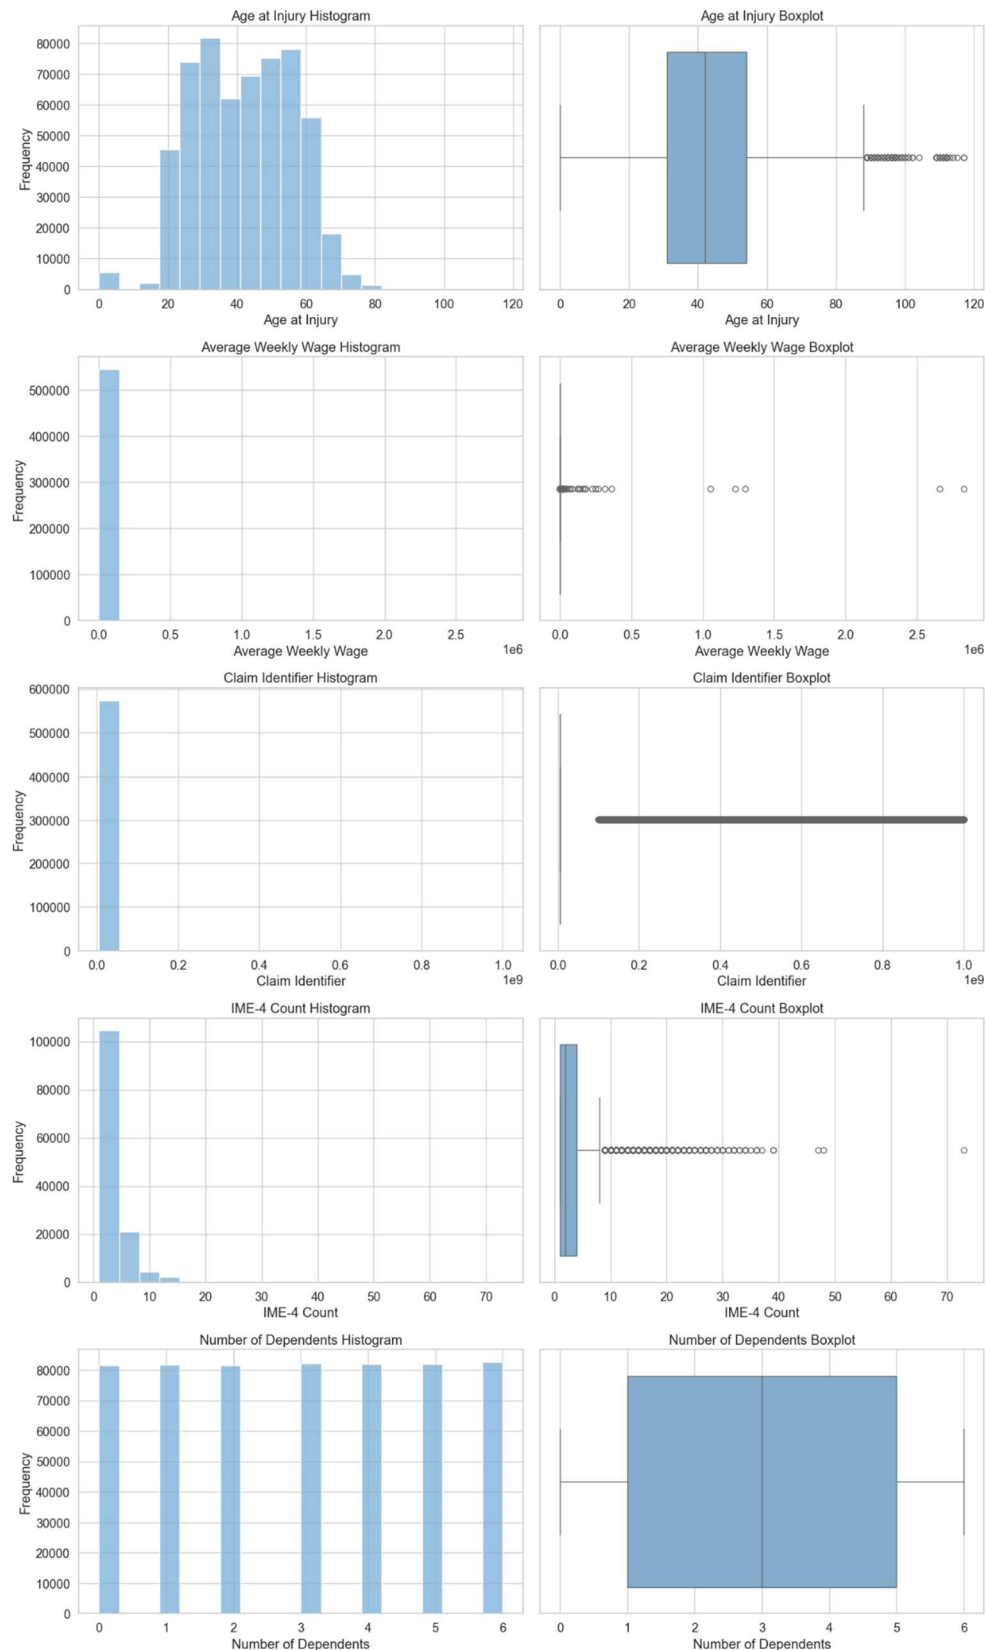 Age at Injury Histogram
Frequency
80000
70000
60000
50000
40000
30000
20000
10000
0
0 20 40 60 80 100 120
Age at Injury
Age at Injury Boxplot
0 20 40 60 80 100 120
Age at Injury
Average Weekly Wage Histogram
Frequency
500000
400000
300000
200000
100000
0
0.0 0.5 1.0 1.5 2.0 2.5
1e6
Average Weekly Wage
Average Weekly Wage Boxplot
0.0 0.5 1.0 1.5 2.0 2.5
1e6
Average Weekly Wage
Claim Identifier Histogram
Frequency
600000
500000
400000
300000
200000
100000
0
0.0 0.2 0.4 0.6 0.8 1.0
1e9
Claim Identifier
Claim Identifier Boxplot
0.0 0.2 0.4 0.6 0.8 1.0
1e9
Claim Identifier
IME-4 Count Histogram
Frequency
100000
80000
60000
40000
20000
0
0 10 20 30 40 50 60 70
IME-4 Count
IME-4 Count Boxplot
0 10 20 30 40 50 60 70
IME-4 Count
Number of Dependents Histogram
Frequency
80000
70000
60000
50000
40000
30000
20000
10000
0
0 1 2 3 4 5 6
Number of Dependents
Number of Dependents Boxplot
0 1 2 3 4 5 6
Number of Dependents